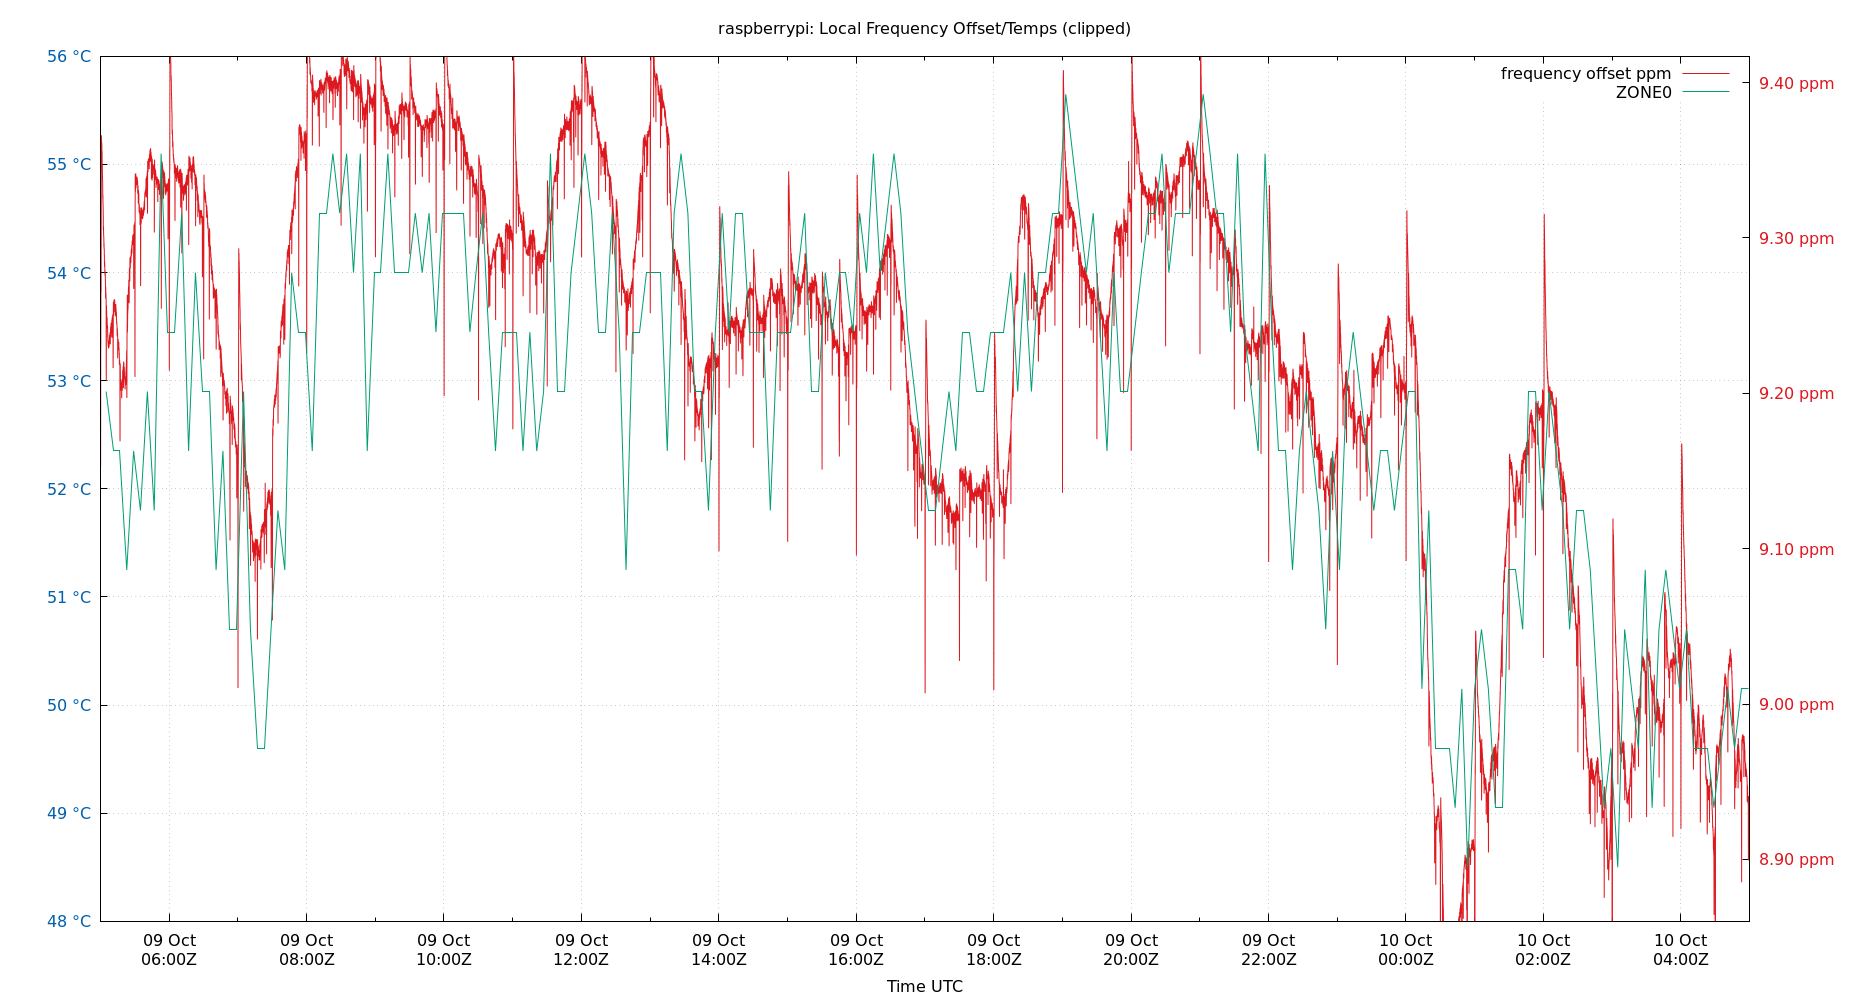 raspberrypi: Local Frequency Offset/Temps (clipped)
56 °C
55 °C
54 °C
53 °C
52 °C
51 °C
50 °C
49 °C
48 °C
frequency offset ppm
ZONE0
9.40 ppm
9.30 ppm
9.20 ppm
9.10 ppm
9.00 ppm
8.90 ppm
09 Oct 09 Oct 09 Oct 09 Oct 09 Oct 09 Oct 09 Oct 09 Oct 09 Oct 10 Oct 10 Oct 10 Oct
06:00Z 08:00Z 10:00Z 12:00Z 14:00Z 16:00Z 18:00Z 20:00Z 22:00Z 00:00Z 02:00Z 04:00Z
Time UTC